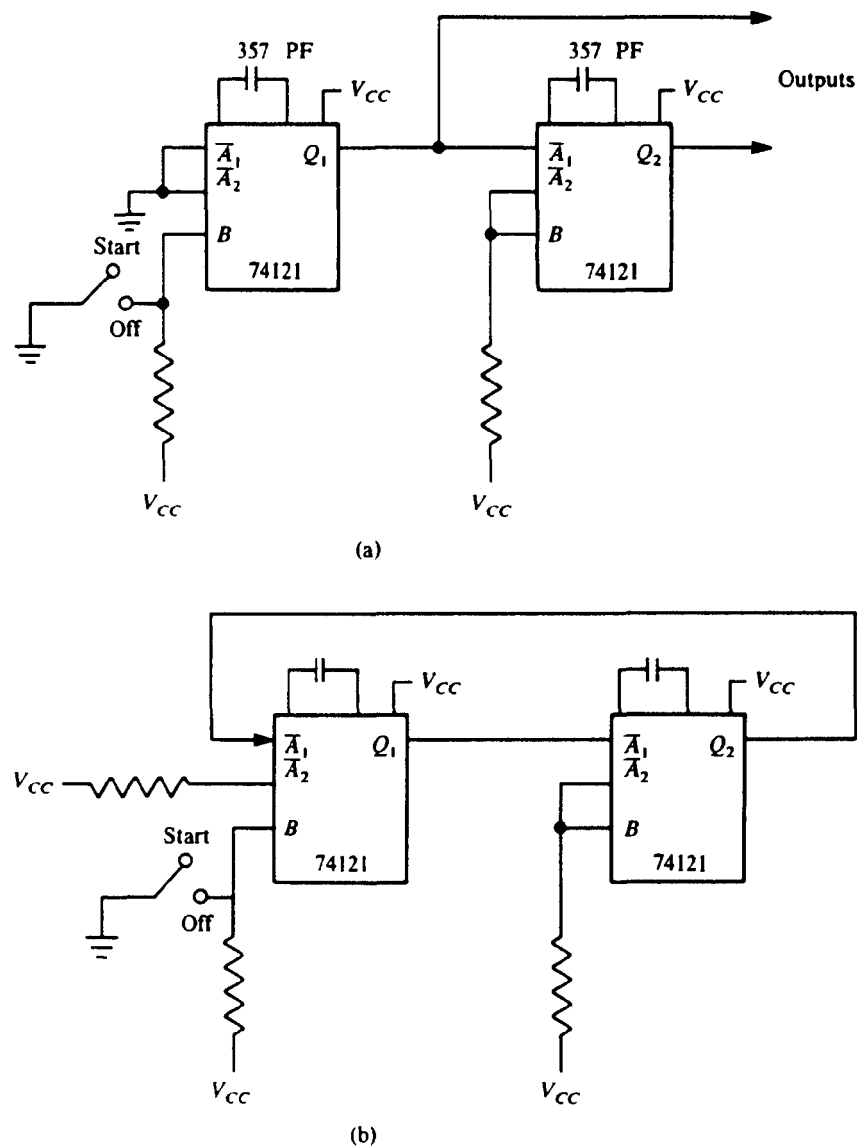 357 PF
357 PF
V_CC
V_CC
Outputs
A̅1
Q1
A̅2
B
74121
A̅1
Q2
A̅2
B
74121
Start
Off
V_CC
V_CC
(a)
V_CC
V_CC
A̅1
Q1
A̅2
B
74121
A̅1
Q2
A̅2
B
74121
V_CC
Start
Off
V_CC
V_CC
(b)